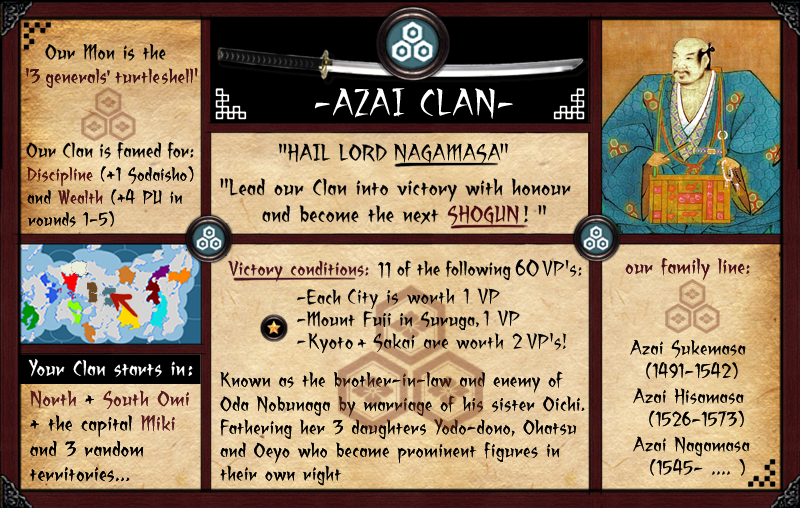 Our Mon is the
'3 generals' turtleshell'
Our Clan is famed for:
Discipline (+1 Sodaisho)
and Wealth (+4 PU in
rounds 1-5)
-AZAI CLAN-
"HAIL LORD NAGAMASA"
"Lead our Clan into victory with honour
and become the next SHOGUN! "
Your Clan starts in:
North + South Omi
+ the capital Miki
and 3 random
territories...
Victory conditions: 11 of the following 60 VP's:
-Each City is worth 1 VP
-Mount Fuji in Suruga, 1 VP
-Kyoto + Sakai are worth 2 VP's!
Known as the brother-in-law and enemy of
Oda Nobunaga by marriage of his sister Oichi.
Fathering her 3 daughters Yodo-dono, Ohatsu
and Oeyo who became prominent figures in
their own right
our family line:
Azai Sukemasa
(1491-1542)
Azai Hisamasa
(1526-1573)
Azai Nagamasa
(1545- .... )